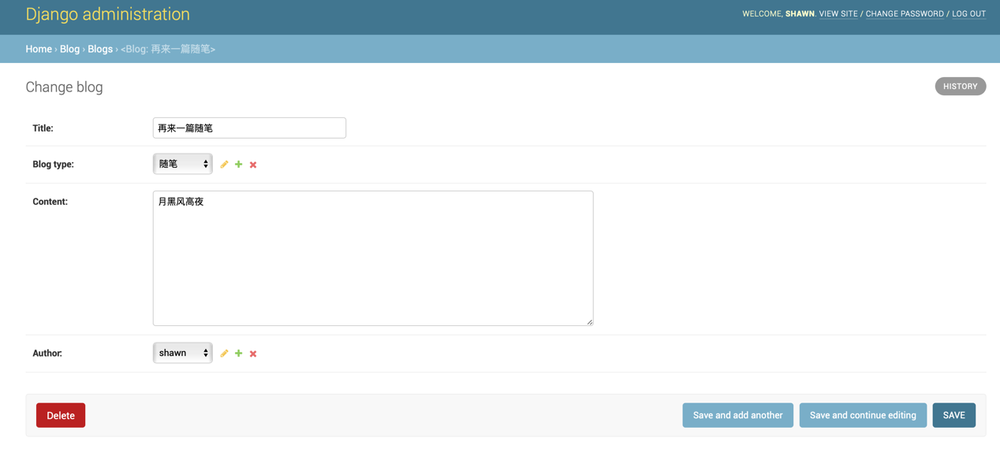 Django administration
WELCOME, SHAWN. VIEW SITE / CHANGE PASSWORD / LOG OUT
Home › Blog › Blogs › <Blog: 再来一篇随笔>
Change blog
HISTORY
Title:
再来一篇随笔
Blog type:
随笔
Content:
月黑风高夜
Author:
shawn
Delete
Save and add another
Save and continue editing
SAVE